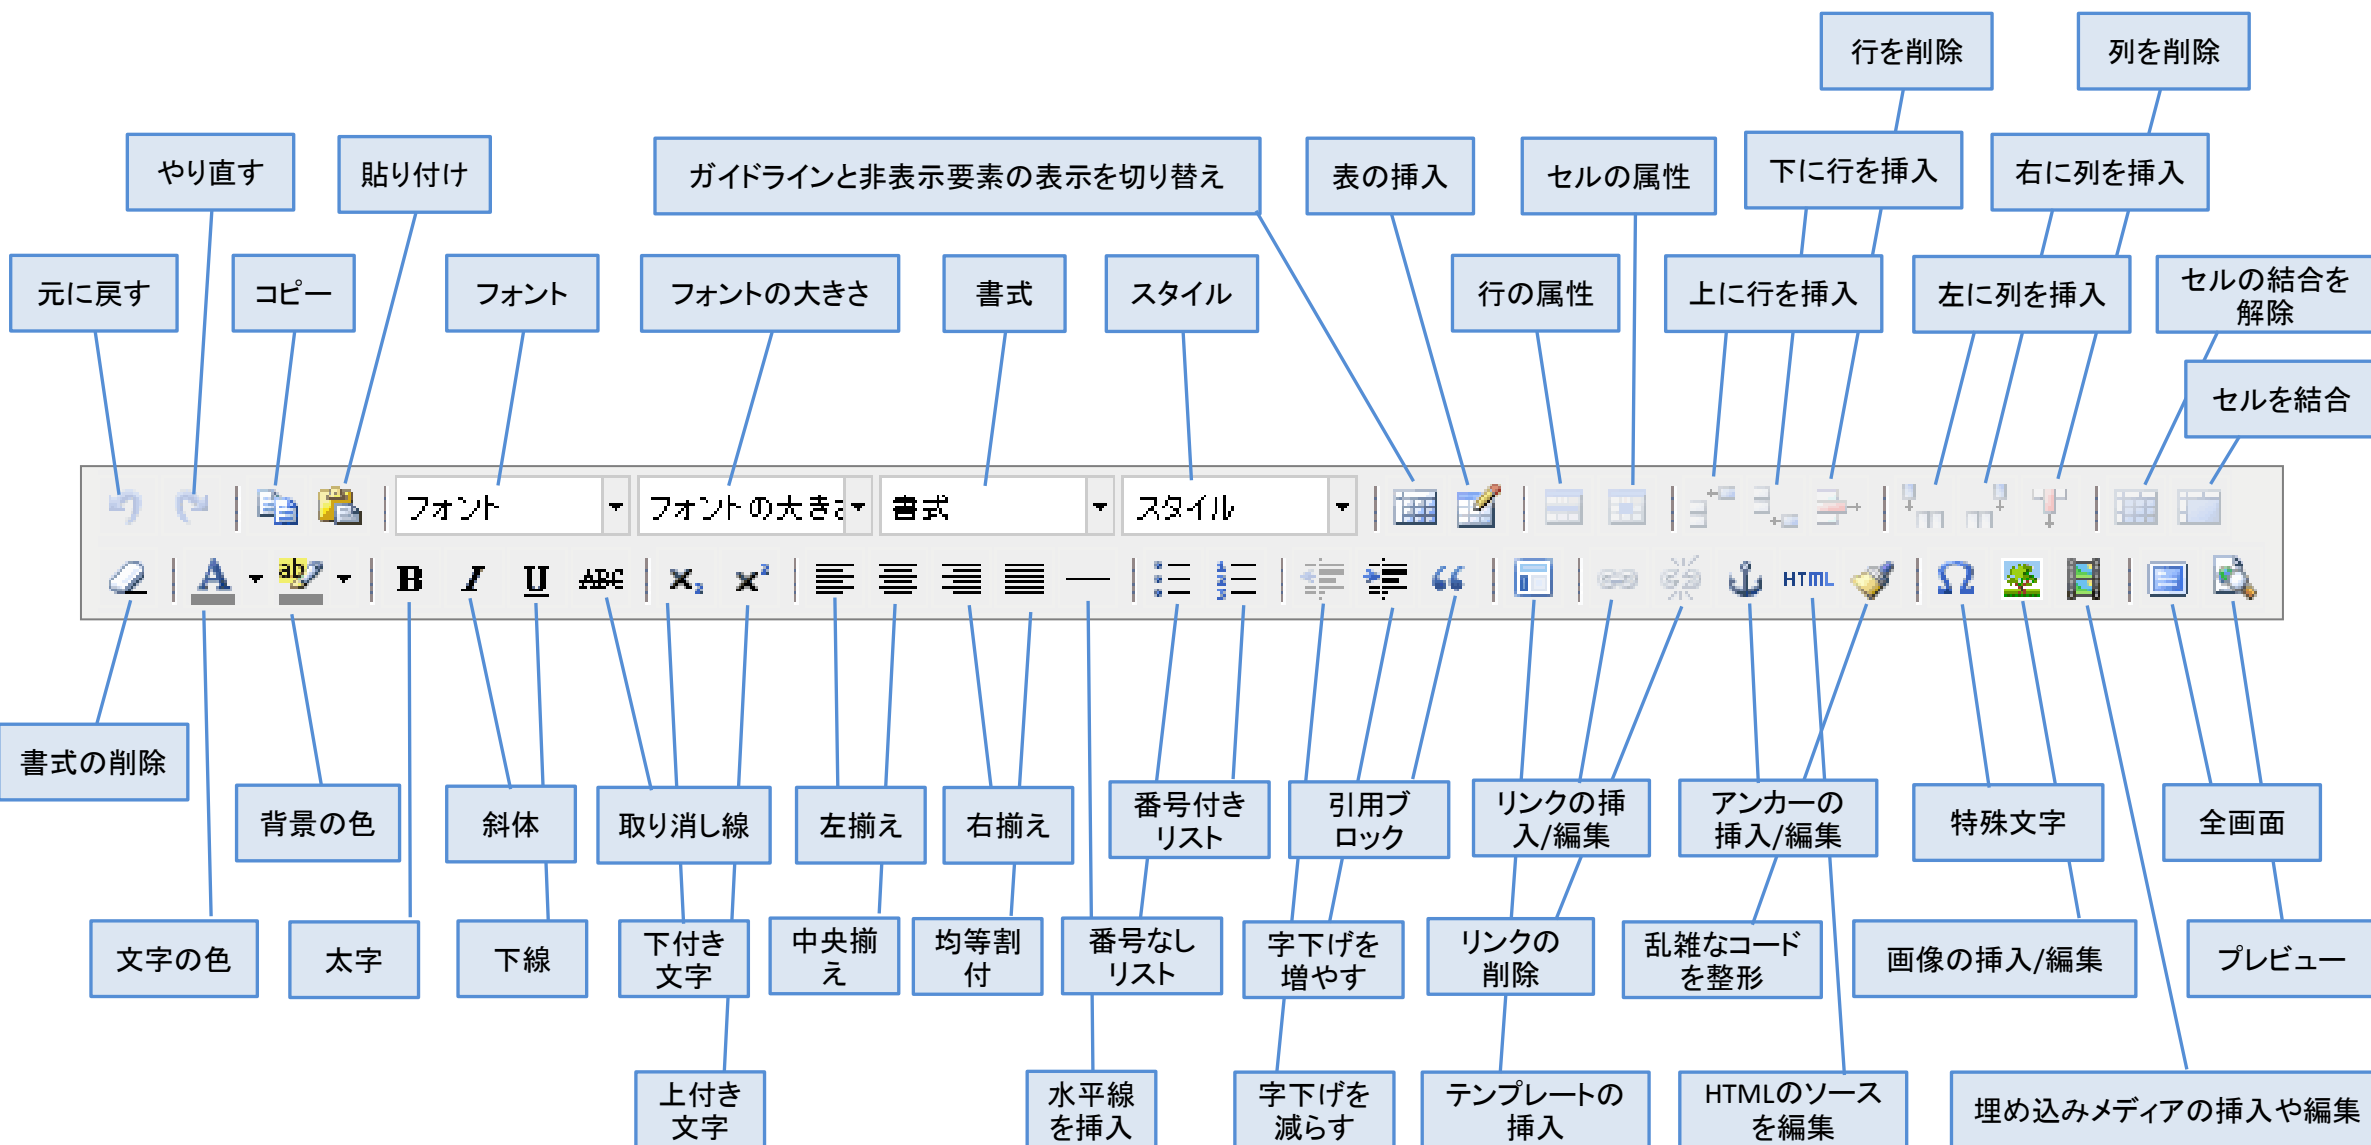 行を削除
列を削除
やり直す
貼り付け
ガイドラインと非表示要素の表示を切り替え
表の挿入
セルの属性
下に行を挿入
右に列を挿入
元に戻す
コピー
フォント
フォントの大きさ
書式
スタイル
行の属性
上に行を挿入
左に列を挿入
セルの結合を
解除
セルを結合
フォント
フォントの大きさ
書式
スタイル
A
ab
B
I
U
ABC
x₂
x²
1
2
3
HTML
Ω
書式の削除
背景の色
斜体
取り消し線
左揃え
右揃え
番号付き
リスト
引用ブ
ロック
リンクの挿
入/編集
アンカーの
挿入/編集
特殊文字
全画面
文字の色
太字
下線
下付き
文字
中央揃
え
均等割
付
番号なし
リスト
字下げを
増やす
リンクの
削除
乱雑なコード
を整形
画像の挿入/編集
プレビュー
上付き
文字
水平線
を挿入
字下げを
減らす
テンプレートの
挿入
HTMLのソース
を編集
埋め込みメディアの挿入や編集